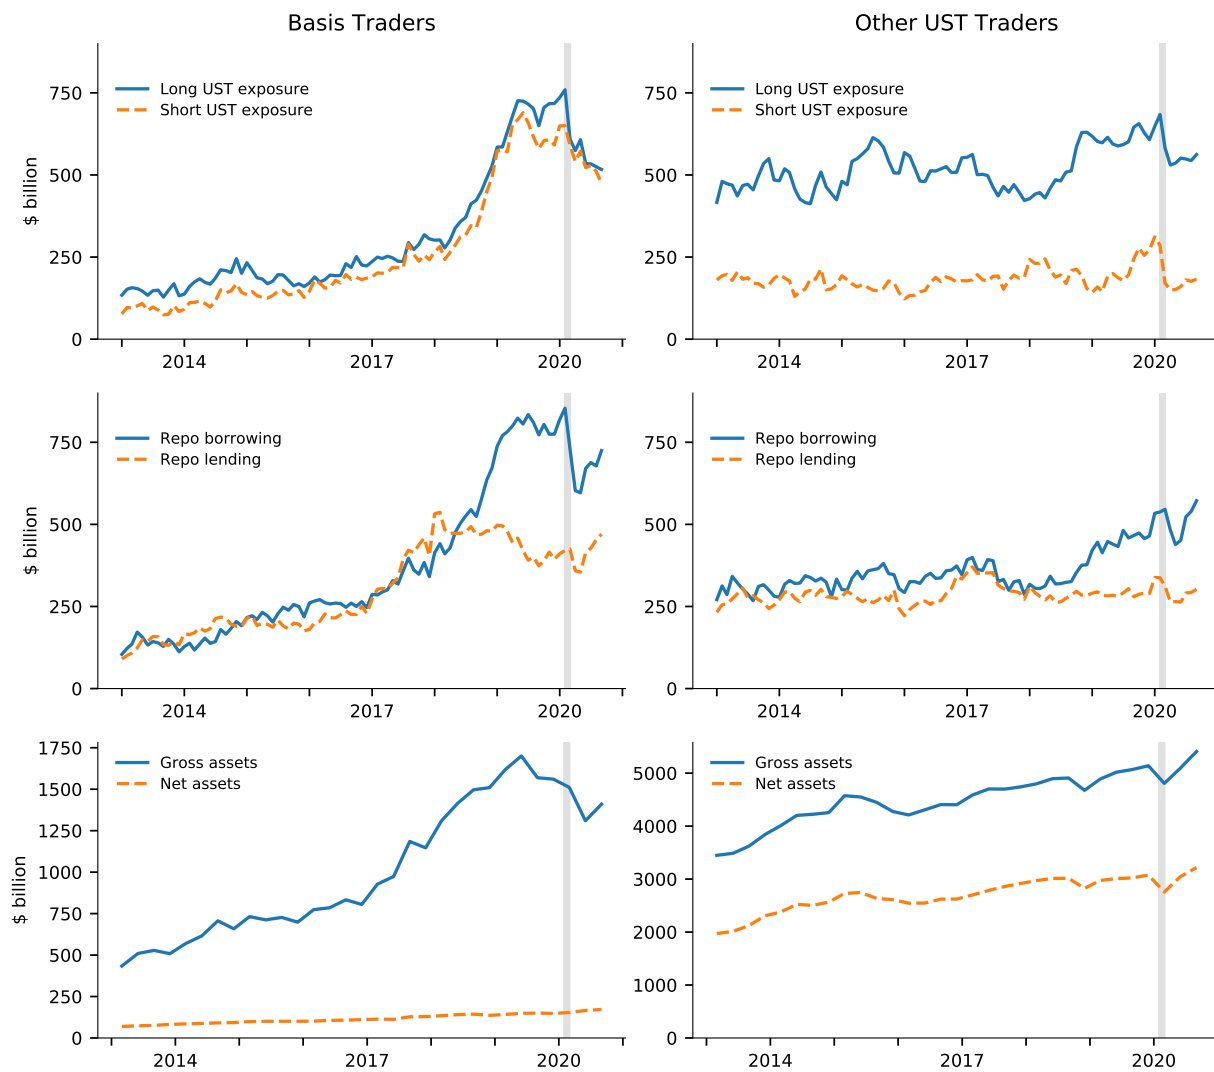 Basis Traders
Other UST Traders
$ billion
750
500
250
0
Long UST exposure
Short UST exposure
2014
2017
2020
750
500
250
0
Long UST exposure
Short UST exposure
2014
2017
2020
$ billion
750
500
250
0
Repo borrowing
Repo lending
2014
2017
2020
750
500
250
0
Repo borrowing
Repo lending
2014
2017
2020
$ billion
1750
1500
1250
1000
750
500
250
0
Gross assets
Net assets
2014
2017
2020
5000
4000
3000
2000
1000
0
Gross assets
Net assets
2014
2017
2020